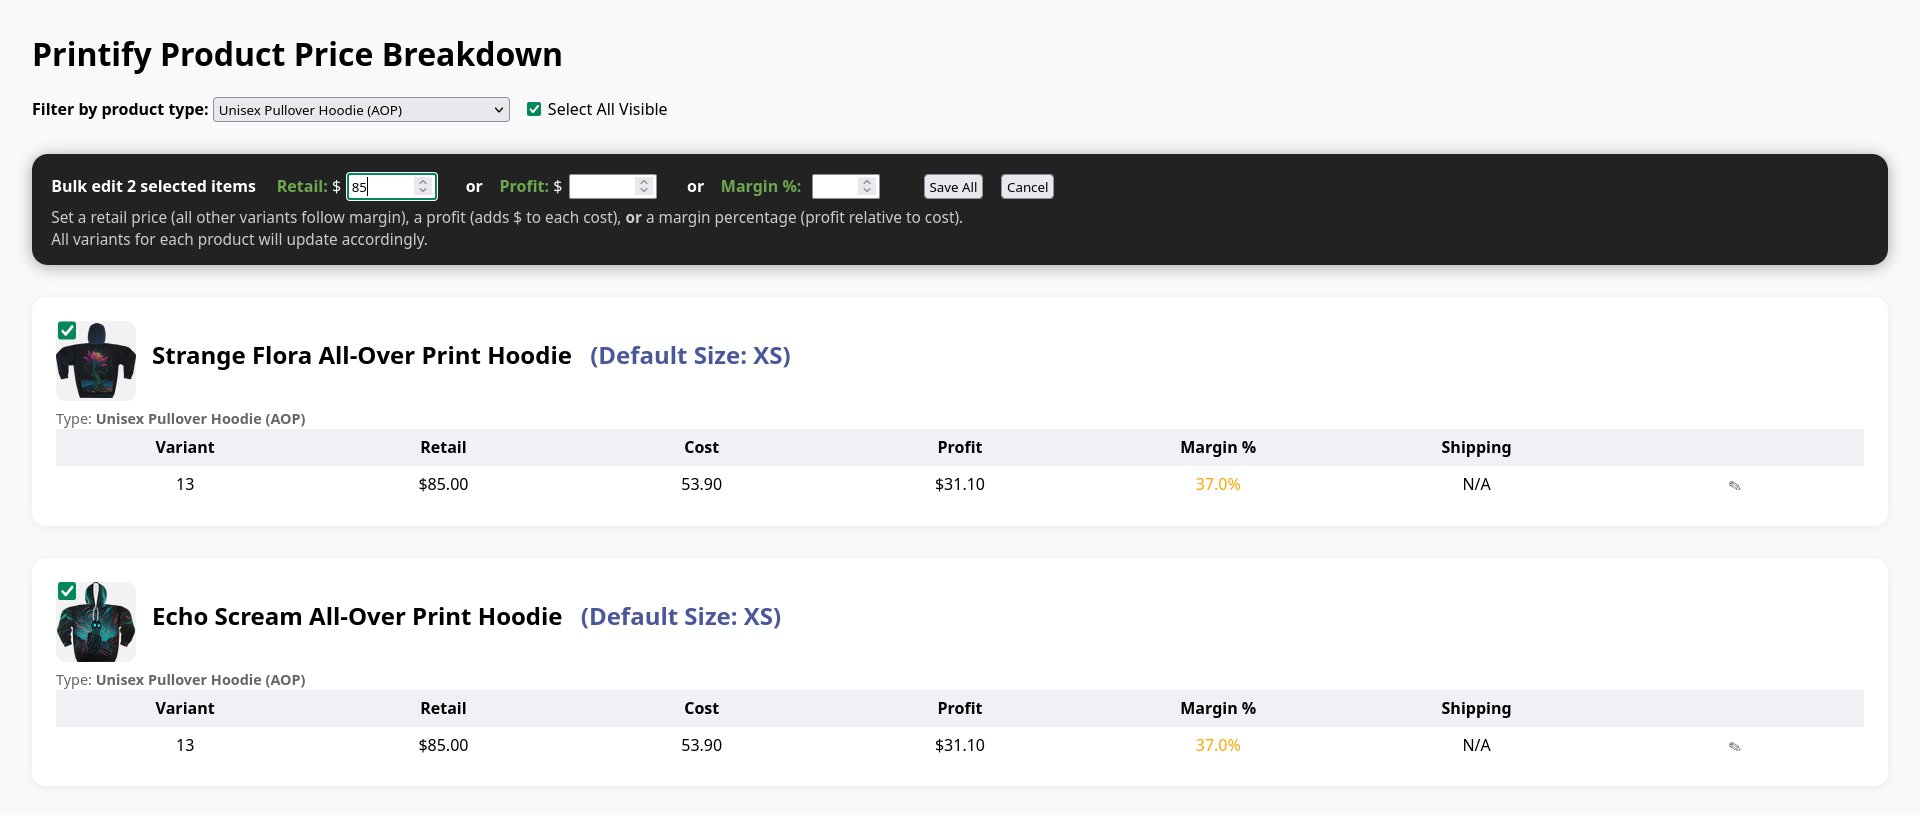 Printify Product Price Breakdown
Filter by product type: Unisex Pullover Hoodie (AOP) Select All Visible
Bulk edit 2 selected items Retail: $ 85 or Profit: $ or Margin %: Save All Cancel
Set a retail price (all other variants follow margin), a profit (adds $ to each cost), or a margin percentage (profit relative to cost).
All variants for each product will update accordingly.
Strange Flora All-Over Print Hoodie (Default Size: XS)
Type: Unisex Pullover Hoodie (AOP)
Variant Retail Cost Profit Margin % Shipping
13 $85.00 53.90 $31.10 37.0% N/A
Echo Scream All-Over Print Hoodie (Default Size: XS)
Type: Unisex Pullover Hoodie (AOP)
Variant Retail Cost Profit Margin % Shipping
13 $85.00 53.90 $31.10 37.0% N/A